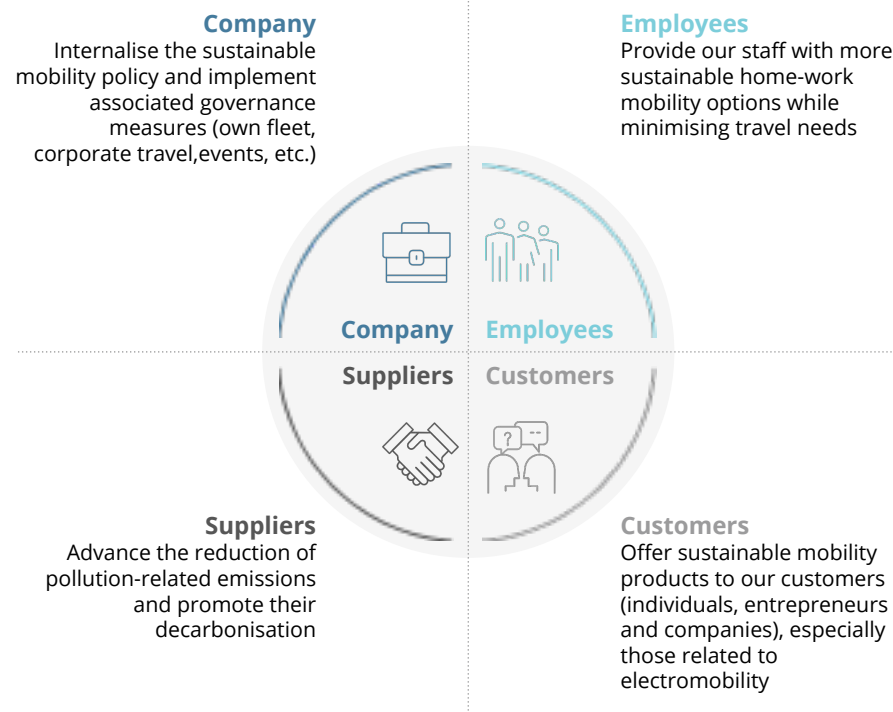 Company
Internalise the sustainable
mobility policy and implement
associated governance
measures (own fleet,
corporate travel,events, etc.)
Employees
Provide our staff with more
sustainable home-work
mobility options while
minimising travel needs
Company
Employees
Suppliers
Customers
?
--
Suppliers
Advance the reduction of
pollution-related emissions
and promote their
decarbonisation
Customers
Offer sustainable mobility
products to our customers
(individuals, entrepreneurs
and companies), especially
those related to
electromobility